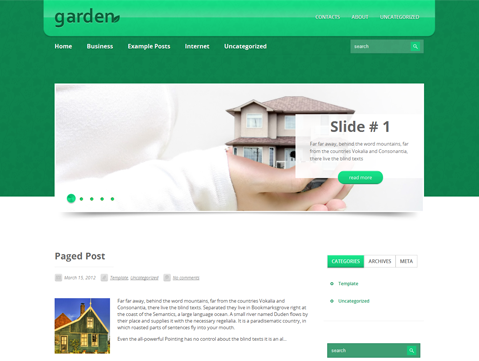 garden
CONTACTS ABOUT UNCATEGORIZED
Home Business Example Posts Internet Uncategorized
search
Slide # 1
Far far away, behind the word mountains, far
from the countries Vokalia and Consonantia,
there live the blind texts
read more
Paged Post
March 15, 2012 Template, Uncategorized No comments
Far far away, behind the word mountains, far from the countries Vokalia and
Consonantia, there live the blind texts. Separated they live in Bookmarksgrove right at
the coast of the Semantics, a large language ocean. A small river named Duden flows by
their place and supplies it with the necessary regelialia. It is a paradisematic country, in
which roasted parts of sentences fly into your mouth.
Even the all-powerful Pointing has no control about the blind texts it is an al...
CATEGORIES ARCHIVES META
Template
Uncategorized
search